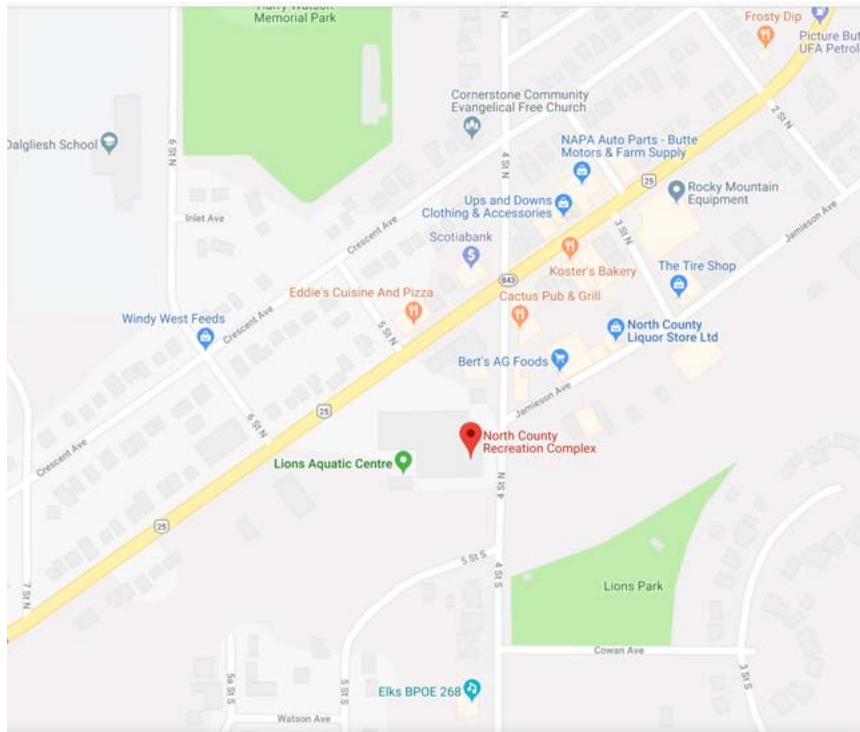 Harry Watson
Memorial Park
Frosty Dip
Picture But
UFA Petrol
Cornerstone Community
Evangelical Free Church
2 St N
Dalgliesh School
6 St N
4 St N
NAPA Auto Parts - Butte
Motors & Farm Supply
25
Rocky Mountain
Equipment
Ups and Downs
Clothing & Accessories
Inlet Ave
Crescent Ave
3 St N
Jamieson Ave
Scotiabank
Koster's Bakery
The Tire Shop
843
Eddie's Cuisine And Pizza
Cactus Pub & Grill
Windy West Feeds
Crescent Ave
5 St N
North County
Liquor Store Ltd
Bert's AG Foods
Jamieson Ave
25
6 St N
Crescent Ave
North County
Recreation Complex
Lions Aquatic Centre
4 St N
25
5 St S
4 St S
7 St N
Lions Park
Cowan Ave
3 St S
5a St S
5 St S
Elks BPOE 268
Watson Ave